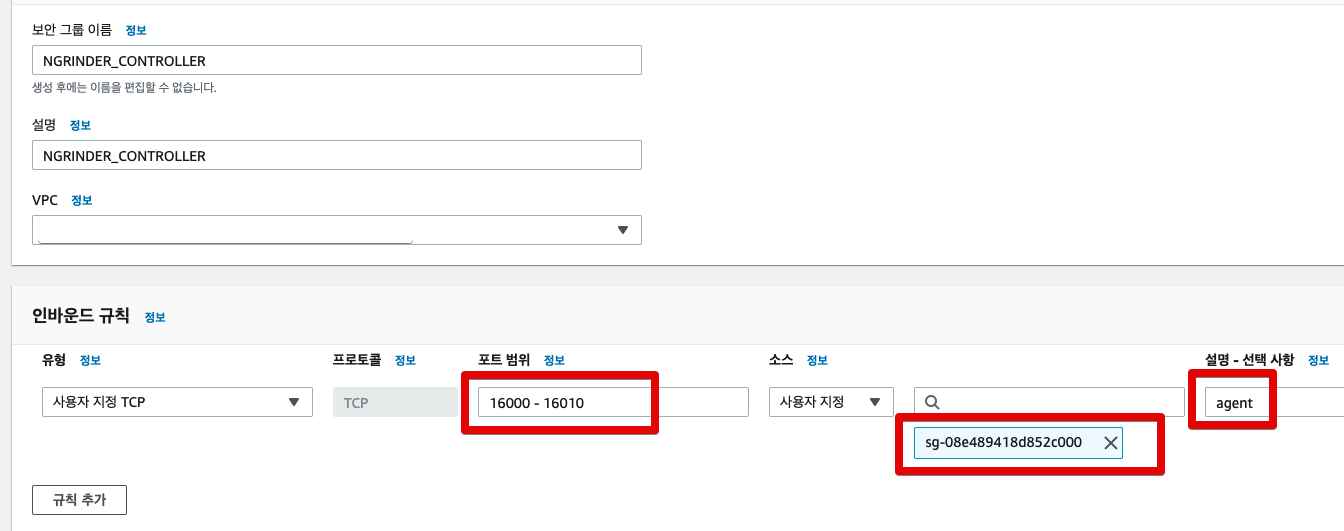 보안 그룹 이름 정보
NGRINDER_CONTROLLER
생성 후에는 이름을 편집할 수 없습니다.
설명 정보
NGRINDER_CONTROLLER
VPC 정보
인바운드 규칙 정보
유형 정보 프로토콜 정보 포트 범위 정보 소스 정보 설명 - 선택 사항 정보
사용자 지정 TCP TCP 16000 - 16010 사용자 지정 agent
sg-08e489418d852c000
규칙 추가